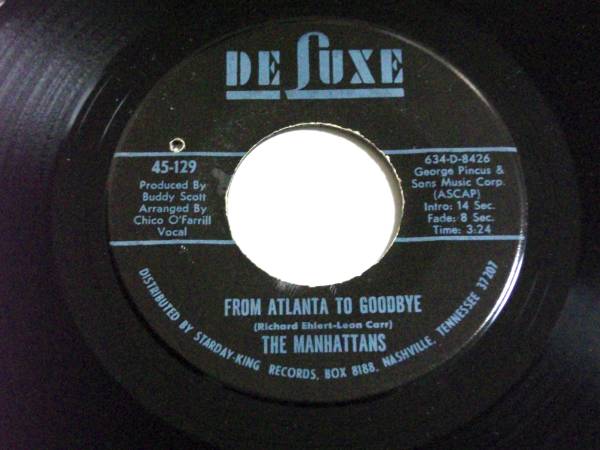 DE LUXE
45-129
Produced By
Buddy Scott
Arranged By
Chico O'Farrill
Vocal
634-D-8426
George Pincus &
Sons Music Corp.
(ASCAP)
Intro: 14 Sec.
Fade: 8 Sec.
Time: 3:24
FROM ATLANTA TO GOODBYE
(Richard Ehlert-Leon Carr)
THE MANHATTANS
DISTRIBUTED BY STARDAY-KING RECORDS, BOX 8188, NASHVILLE, TENNESSEE 37207